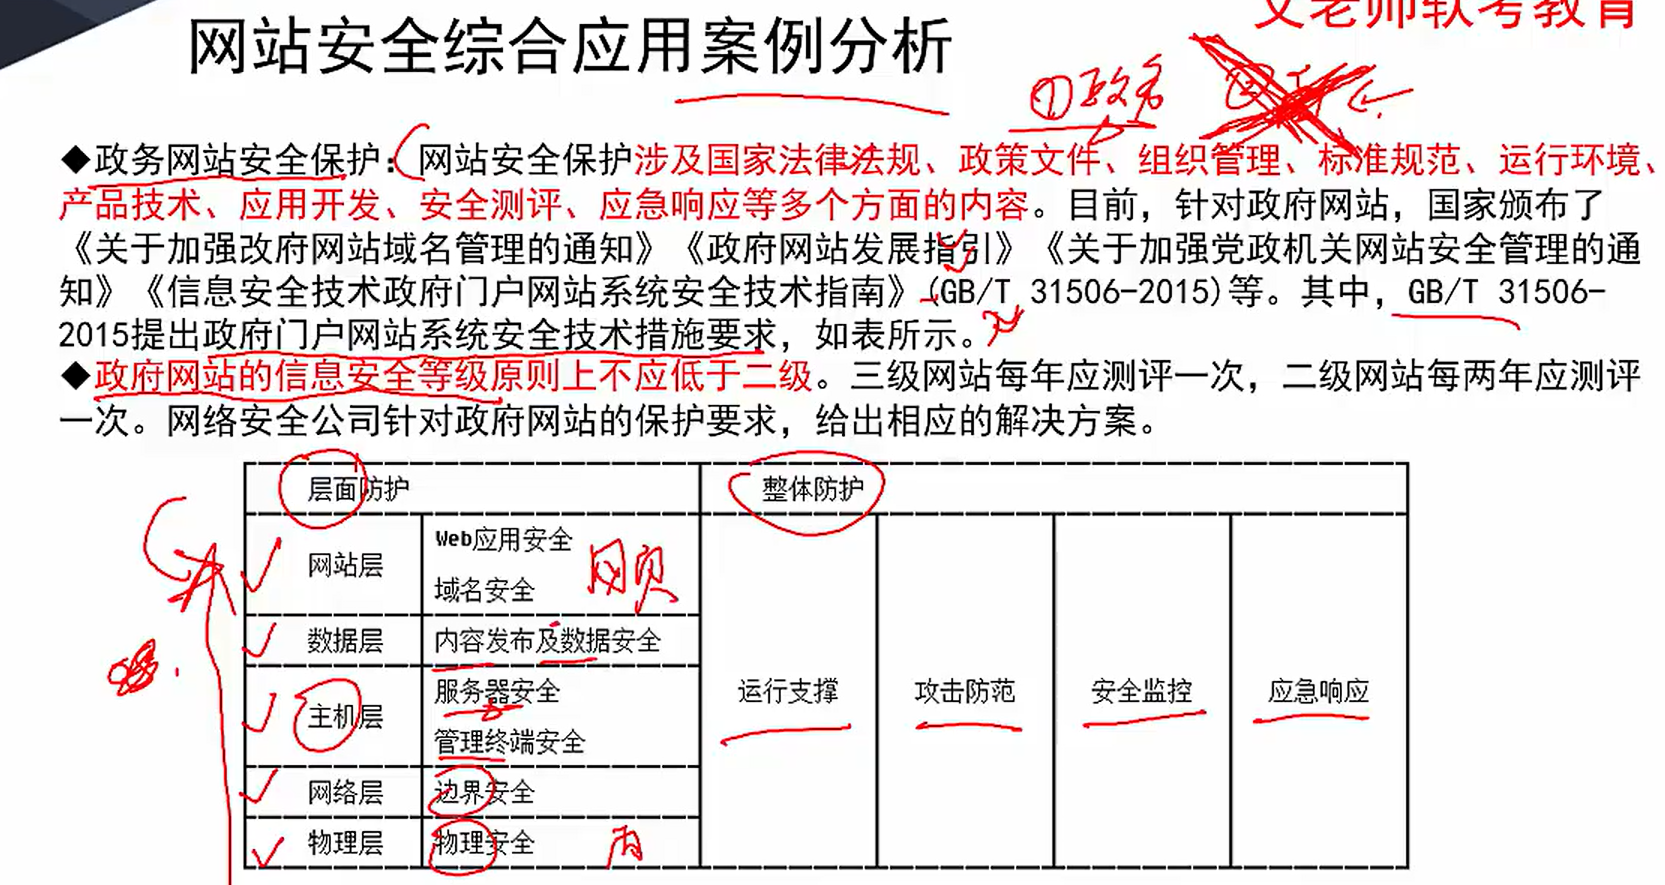 文老师软考教育
网站安全综合应用案例分析
①政务
◆政务网站安全保护：网站安全保护涉及国家法律法规、政策文件、组织管理、标准规范、运行环境、
产品技术、应用开发、安全测评、应急响应等多个方面的内容。目前，针对政府网站，国家颁布了
《关于加强改府网站域名管理的通知》《政府网站发展指引》《关于加强党政机关网站安全管理的通
知》《信息安全技术政府门户网站系统安全技术指南》(GB/T 31506-2015)等。其中，GB/T 31506-
2015提出政府门户网站系统安全技术措施要求，如表所示。
◆政府网站的信息安全等级原则上不应低于二级。三级网站每年应测评一次，二级网站每两年应测评
一次。网络安全公司针对政府网站的保护要求，给出相应的解决方案。
层面防护 整体防护
网站层 Web应用安全
域名安全 网页
数据层 内容发布及数据安全
主机层 服务器安全
管理终端安全
运行支撑 攻击防范 安全监控 应急响应
网络层 边界安全
物理层 物理安全